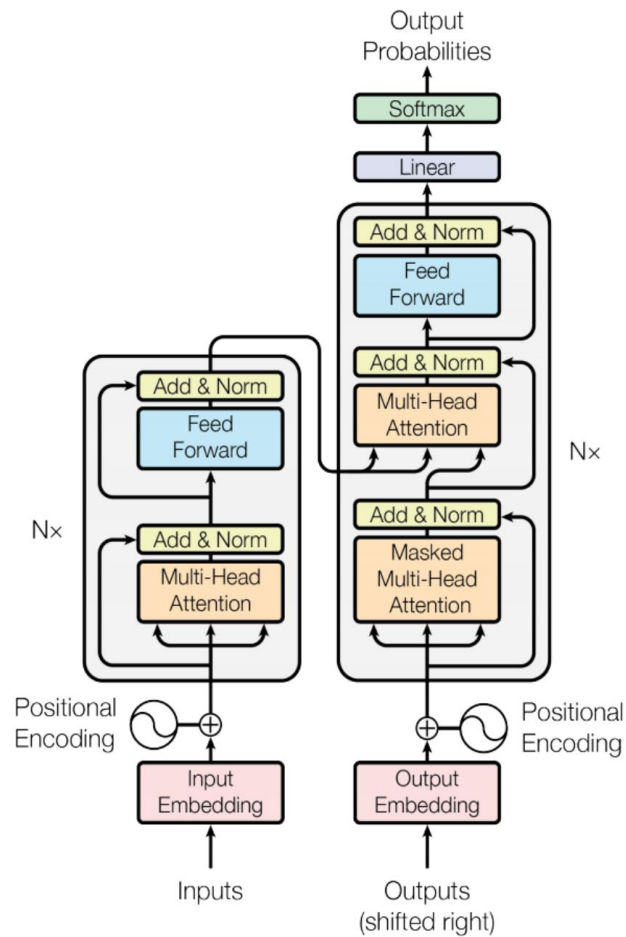 Output
Probabilities
Softmax
Linear
Add & Norm
Feed
Forward
Add & Norm
Multi-Head
Attention
Nx
Add & Norm
Masked
Multi-Head
Attention
Add & Norm
Feed
Forward
Nx
Add & Norm
Multi-Head
Attention
Positional
Encoding
Positional
Encoding
Input
Embedding
Output
Embedding
Inputs
Outputs
(shifted right)